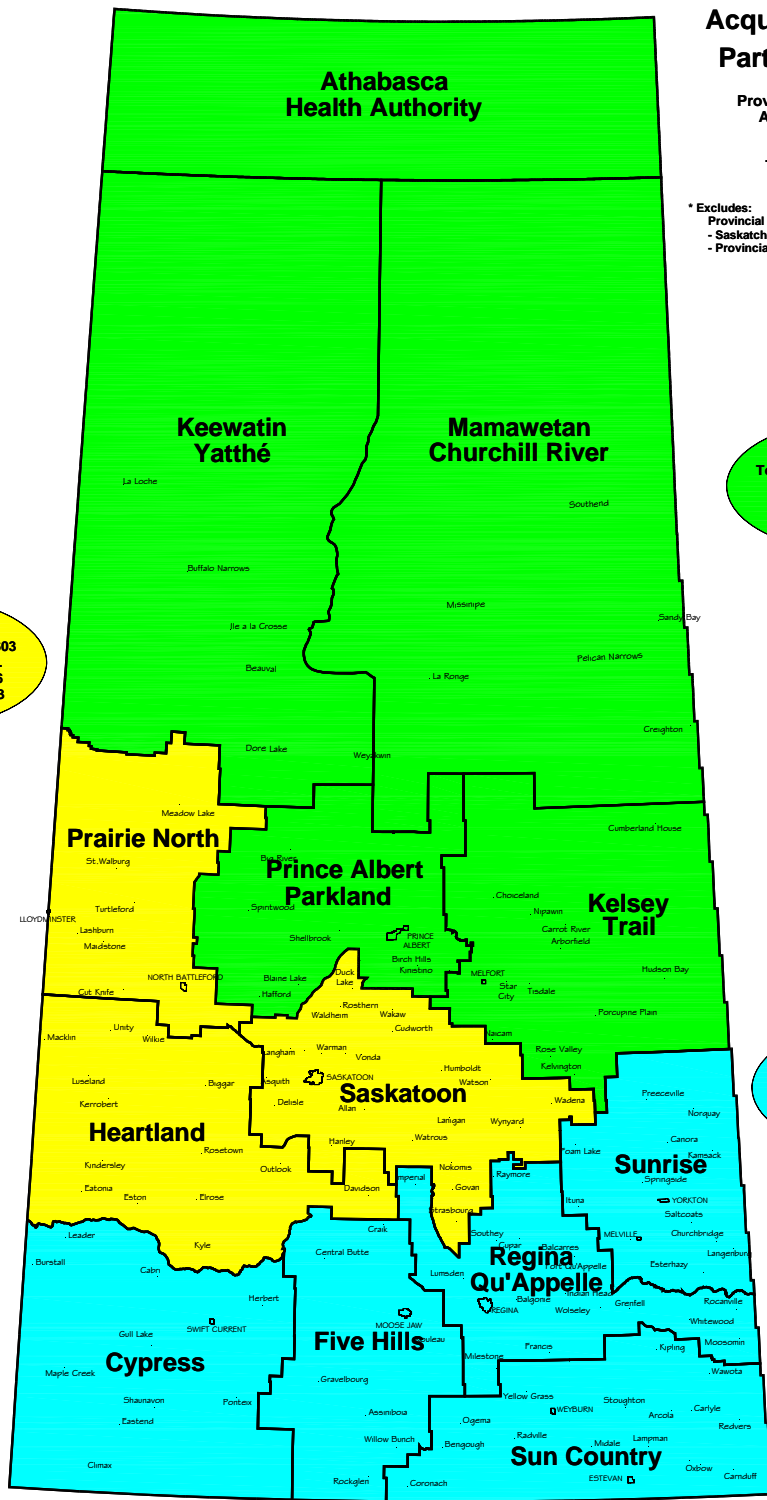 Athabasca
Health Authority
* Excludes:
Provincial
Keewatin
Yatthé
Mamawetan
Churchill River
La Loche
Southend
Buffalo Narrows
Missinipe
Sandy Bay
Ile a la Crosse
Beauval
Pelican Narrows
La Ronge
Creighton
Dore Lake
Weyakwin
Meadow Lake
Prairie North
Cumberland House
St.Walburg
Big River
Prince Albert
Parkland
Choiceland
Kelsey
Trail
Turtleford
Spiritwood
Nipawin
LLOYDMINSTER
Lashburn
Maidstone
Shellbrook
PRINCE
ALBERT
Carrot River
Arborfield
Birch Hills
Kinistino
NORTH BATTLEFORD
Blaine Lake
Duck
Lake
MELFORT
Hudson Bay
Cut Knife
Hafford
Star
City
Tisdale
Rosthern
Waldheim
Wakaw
Cudworth
Porcupine Plain
Macklin
Unity
Wilkie
Naicam
Langham
Warman
Vonda
Rose Valley
Kelvington
Luseland
Biggar
Asquith
SASKATOON
Saskatoon
Humboldt
Watson
Kerrobert
Delisle
Allan
Wadena
Preeceville
Norquay
Heartland
Lanigan
Wynyard
Hanley
Watrous
Foam Lake
Canora
Kamsack
Rosetown
Kindersley
Outlook
Nokomis
Raymore
Sunrise
Springside
Eatonia
Eston
Elrose
Davidson
Imperial
Govan
Ituna
YORKTON
Strasbourg
Saltcoats
Leader
Craik
Southey
MELVILLE
Churchbridge
Kyle
Central Butte
Cupar
Balcarres
Langenburg
Burstall
Cabri
Lumsden
Regina
Qu'Appelle
Fort Qu'Appelle
Esterhazy
Herbert
REGINA
Balgonie
Indian Head
Wolseley
Grenfell
Rocanville
Whitewood
Gull Lake
SWIFT CURRENT
MOOSE JAW
Five Hills
Rouleau
Moosomin
Cypress
Milestone
Francis
Kipling
Maple Creek
Gravelbourg
Wawota
Shaunavon
Ponteix
Yellow Grass
Stoughton
Eastend
Assiniboia
Ogema
WEYBURN
Arcola
Carlyle
Redvers
Willow Bunch
Bengough
Radville
Midale
Lampman
Climax
Sun Country
Rockglen
Coronach
ESTEVAN
Oxbow
Carnduff